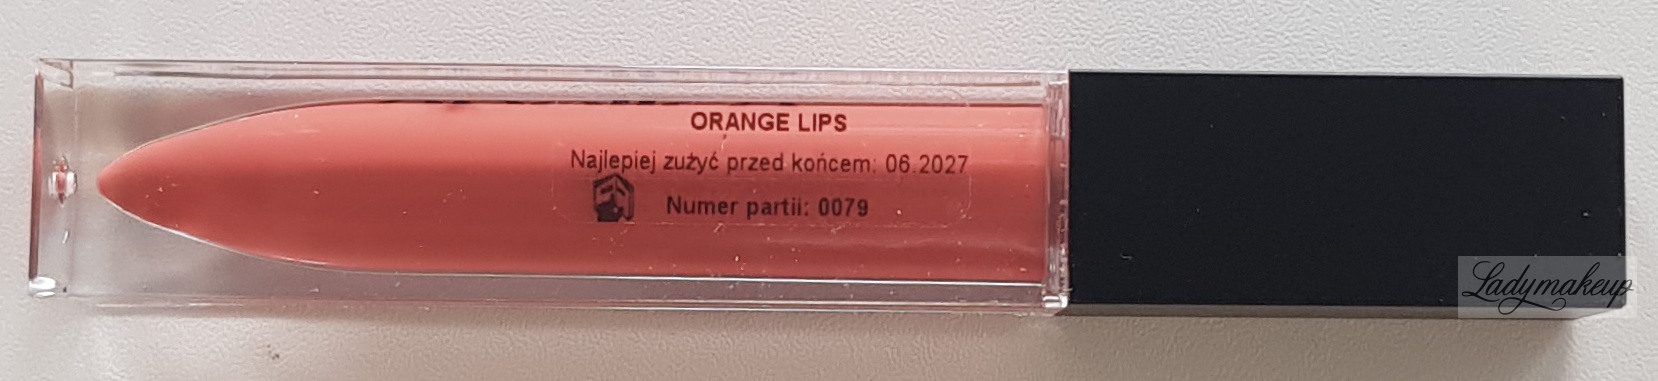 ORANGE LIPS
Najlepiej zużyć przed końcem: 06.2027
Numer partii: 0079
Ladymakeup